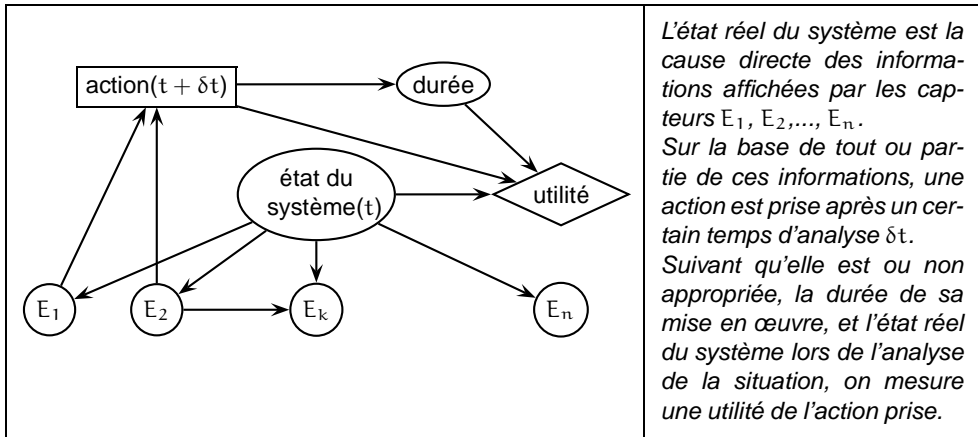 action(t + δt)
durée
état du
système(t)
utilité
E₁
E₂
Eₖ
Eₙ
L'état réel du système est la
cause directe des informa-
tions affichées par les cap-
teurs E₁, E₂,..., Eₙ.
Sur la base de tout ou par-
tie de ces informations, une
action est prise après un cer-
tain temps d'analyse δt.
Suivant qu'elle est ou non
appropriée, la durée de sa
mise en œuvre, et l'état réel
du système lors de l'analyse
de la situation, on mesure
une utilité de l'action prise.